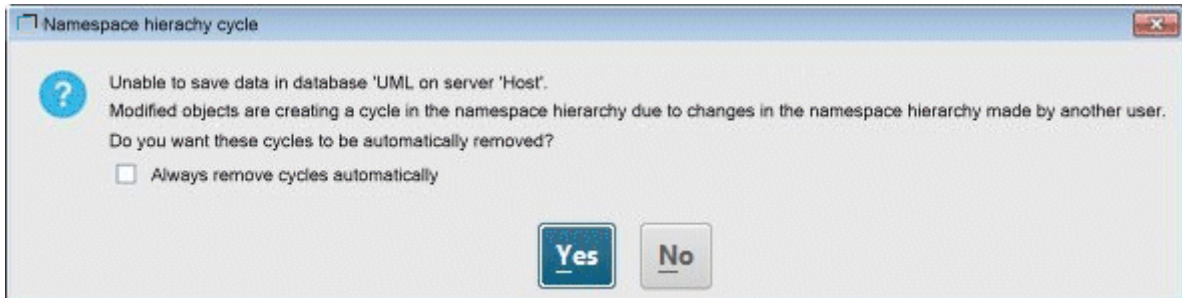 Namespace hierachy cycle
Unable to save data in database 'UML on server 'Host'.
Modified objects are creating a cycle in the namespace hierarchy due to changes in the namespace hierarchy made by another user.
Do you want these cycles to be automatically removed?
Always remove cycles automatically
Yes No